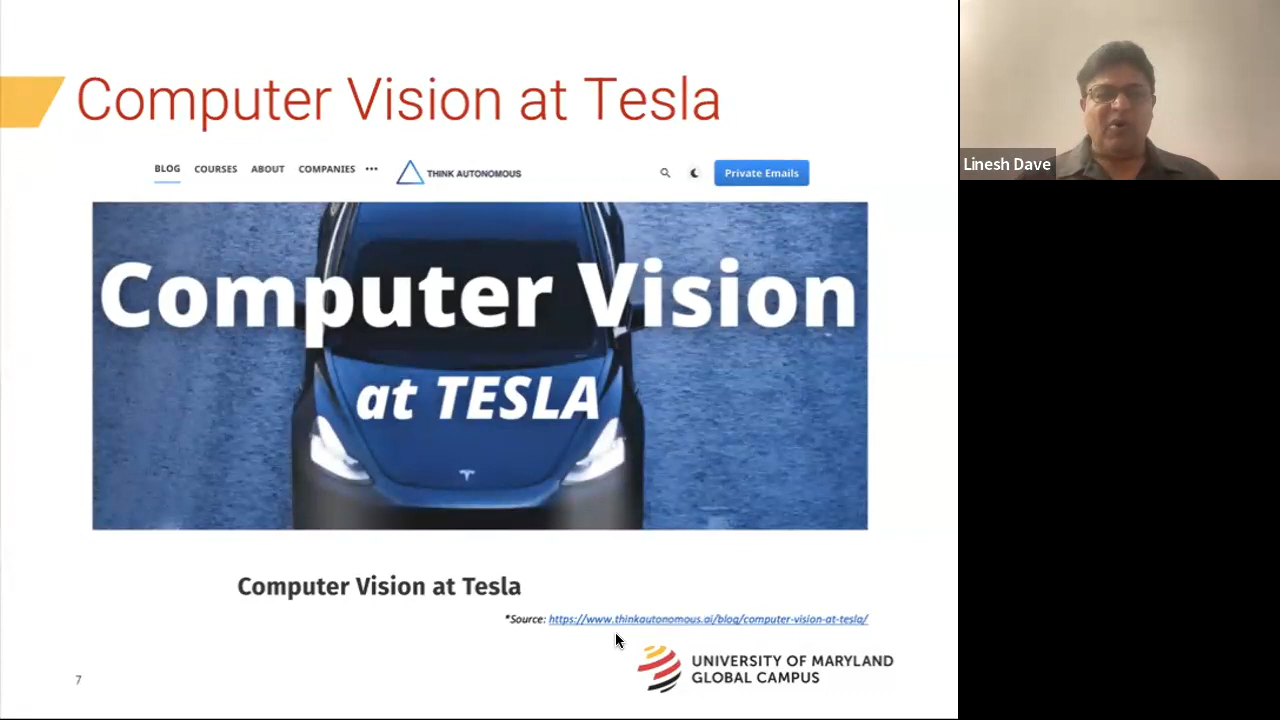 Computer Vision at Tesla
BLOG COURSES ABOUT COMPANIES ••• THINK AUTONOMOUS Private Emails
Computer Vision
at TESLA
Computer Vision at Tesla
*Source: https://www.thinkautonomous.ai/blog/computer-vision-at-tesla/
7
UNIVERSITY OF MARYLAND
GLOBAL CAMPUS
Linesh Dave